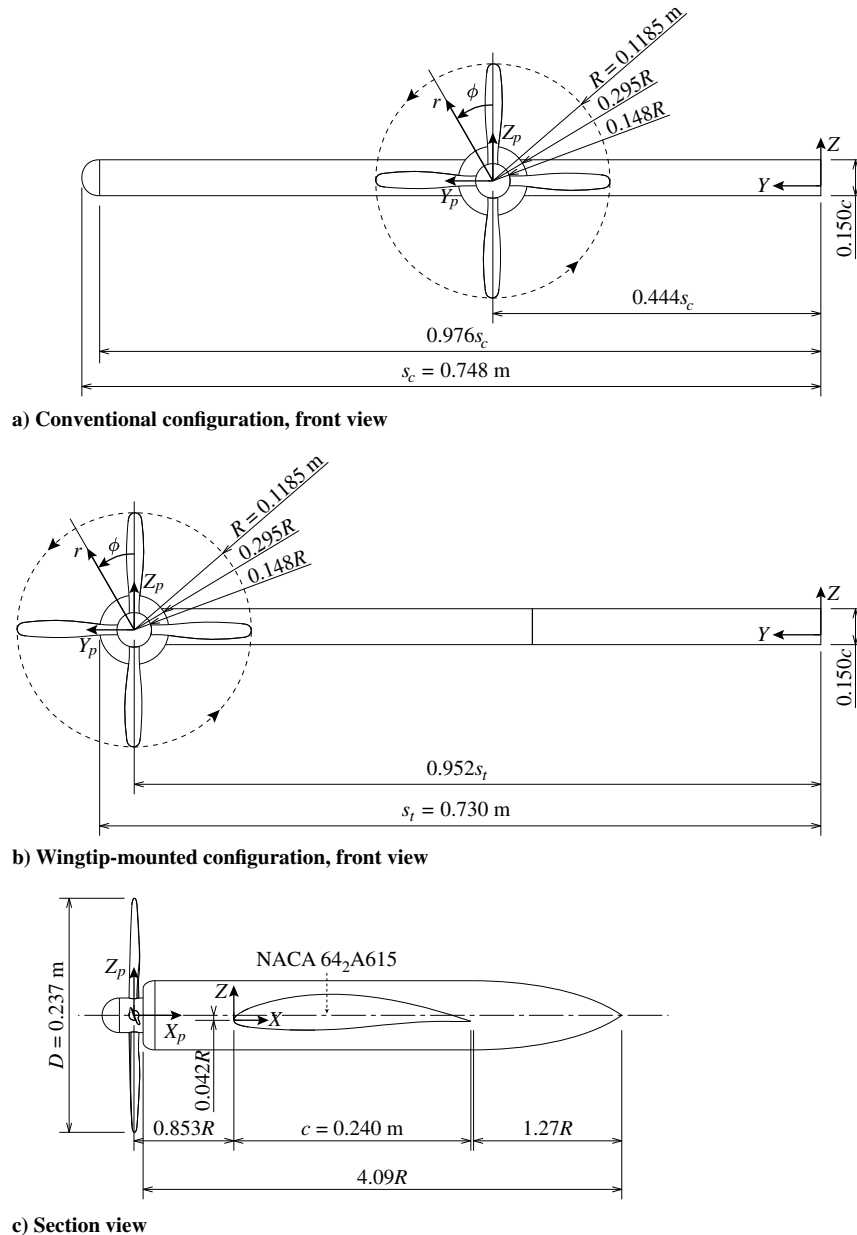 R = 0.1185 m
0.295R
0.148R
r
ϕ
Z_p
Y_p
Z
Y
0.150c
0.444s_c
0.976s_c
s_c = 0.748 m
a) Conventional configuration, front view
R = 0.1185 m
0.295R
0.148R
r
ϕ
Z_p
Y_p
Z
Y
0.150c
0.952s_t
s_t = 0.730 m
b) Wingtip-mounted configuration, front view
D = 0.237 m
Z_p
X_p
NACA 64₂A615
Z
X
0.042R
0.853R
c = 0.240 m
1.27R
4.09R
c) Section view